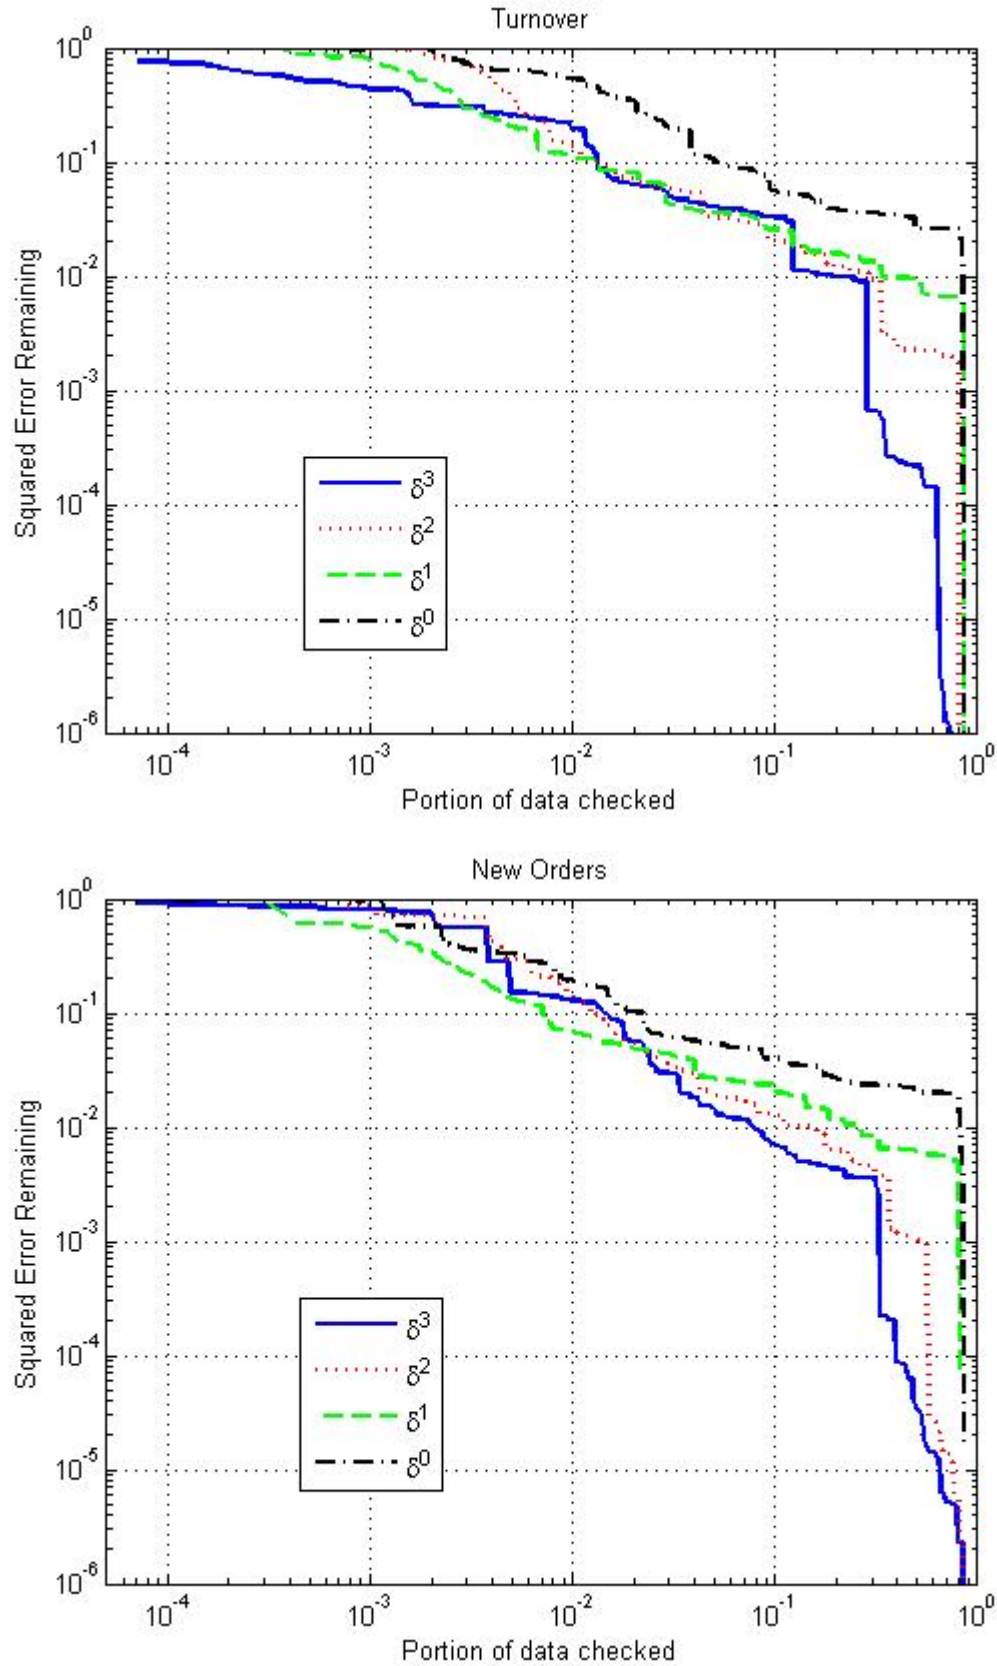 Turnover
Squared Error Remaining
10^0
10^-1
10^-2
10^-3
10^-4
10^-5
10^-6
δ^3
δ^2
δ^1
δ^0
10^-4 10^-3 10^-2 10^-1 10^0
Portion of data checked
New Orders
Squared Error Remaining
10^0
10^-1
10^-2
10^-3
10^-4
10^-5
10^-6
δ^3
δ^2
δ^1
δ^0
10^-4 10^-3 10^-2 10^-1 10^0
Portion of data checked